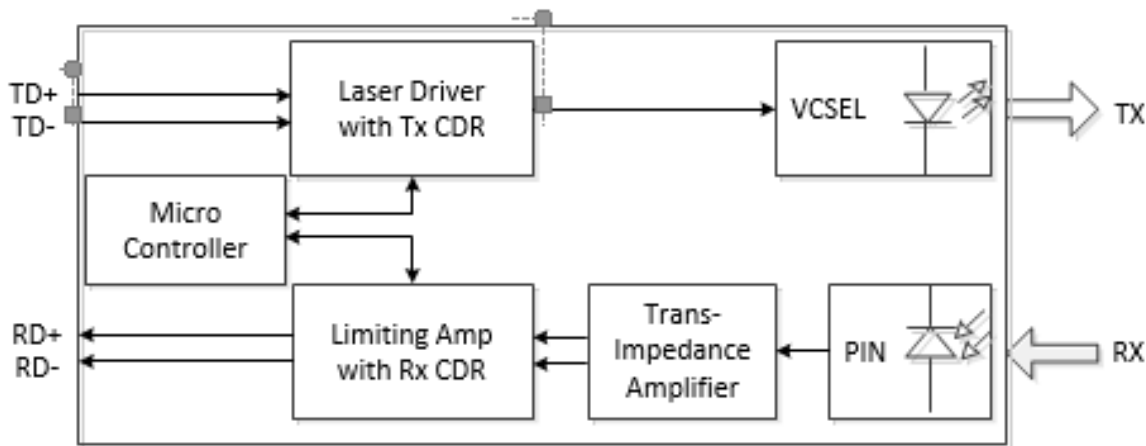 TD+
TD-
Laser Driver
with Tx CDR
VCSEL
TX
Micro
Controller
RD+
RD-
Limiting Amp
with Rx CDR
Trans-
Impedance
Amplifier
PIN
RX